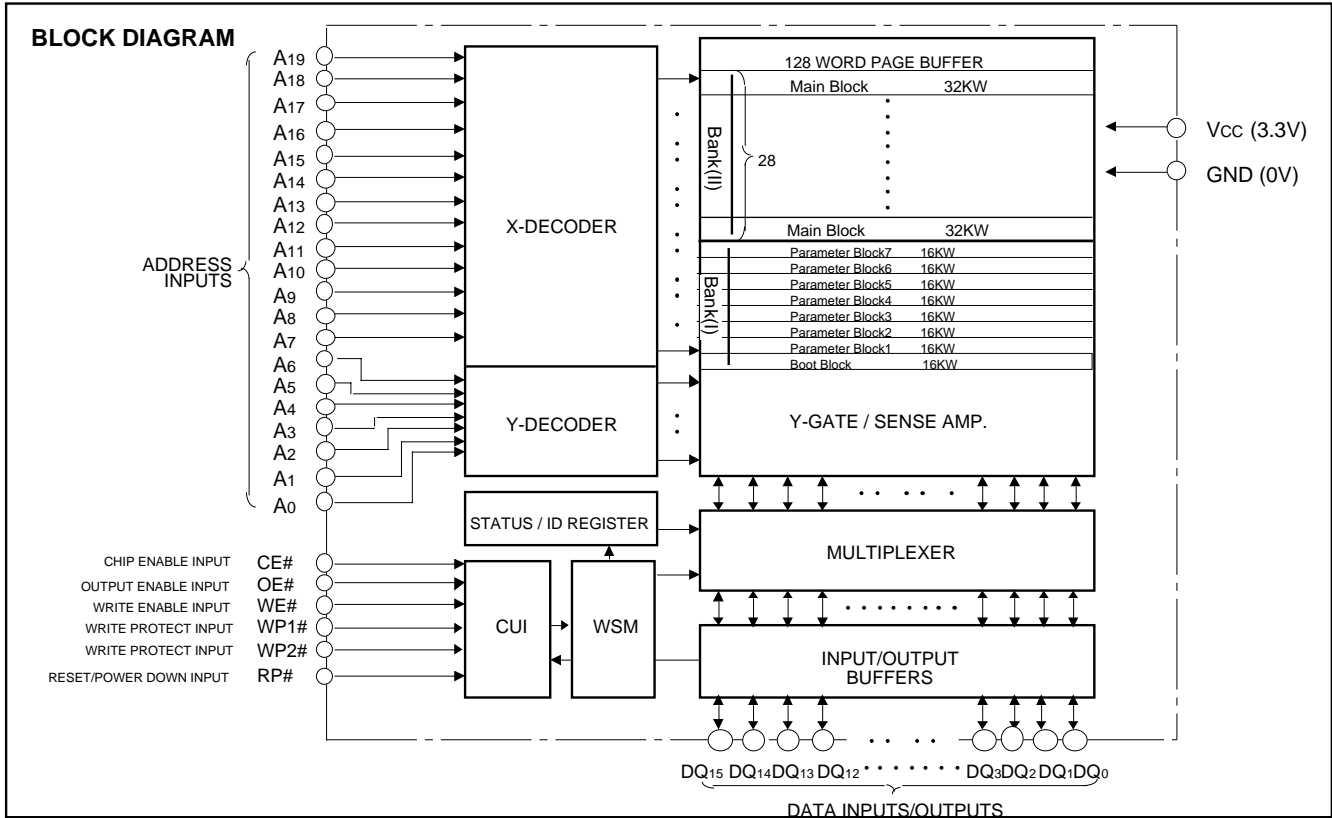 BLOCK DIAGRAM
A19
A18
A17
A16
A15
A14
A13
A12
A11
A10
A9
A8
A7
A6
A5
A4
A3
A2
A1
A0
ADDRESS
INPUTS
X-DECODER
Y-DECODER
128 WORD PAGE BUFFER
Main Block 32KW
Bank(II)
28
Main Block 32KW
Bank(I)
Parameter Block7 16KW
Parameter Block6 16KW
Parameter Block5 16KW
Parameter Block4 16KW
Parameter Block3 16KW
Parameter Block2 16KW
Parameter Block1 16KW
Boot Block 16KW
Y-GATE / SENSE AMP.
VCC (3.3V)
GND (0V)
STATUS / ID REGISTER
MULTIPLEXER
CHIP ENABLE INPUT CE#
OUTPUT ENABLE INPUT OE#
WRITE ENABLE INPUT WE#
WRITE PROTECT INPUT WP1#
WRITE PROTECT INPUT WP2#
RESET/POWER DOWN INPUT RP#
CUI
WSM
INPUT/OUTPUT
BUFFERS
DQ15 DQ14 DQ13 DQ12 DQ3 DQ2 DQ1 DQ0
DATA INPUTS/OUTPUTS